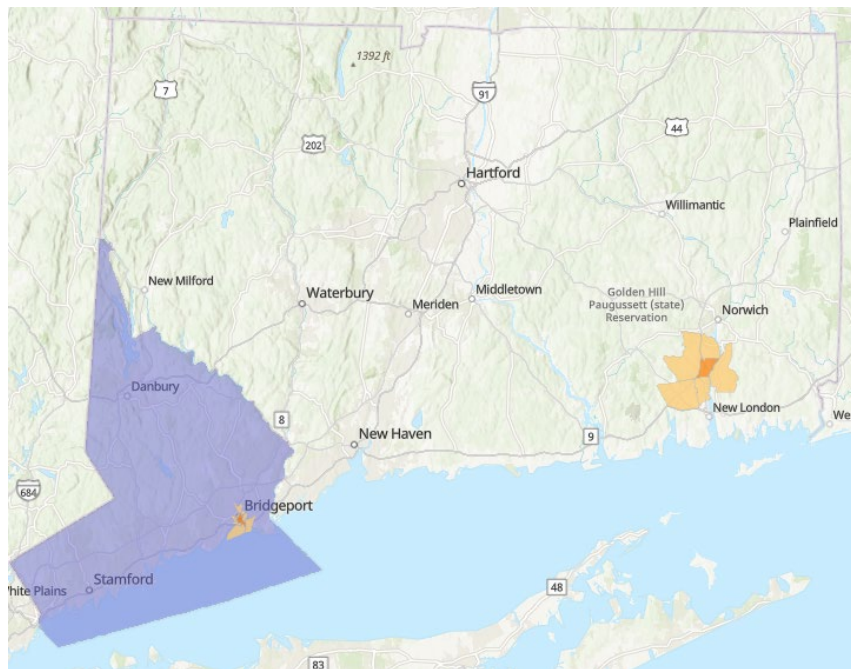 1392 ft
7
91
44
202
Hartford
Willimantic
Plainfield
New Milford
Waterbury
Meriden
Middletown
Golden Hill
Paugussett (state)
Reservation
Norwich
Danbury
8
New London
We
New Haven
9
684
Bridgeport
White Plains
Stamford
48
83